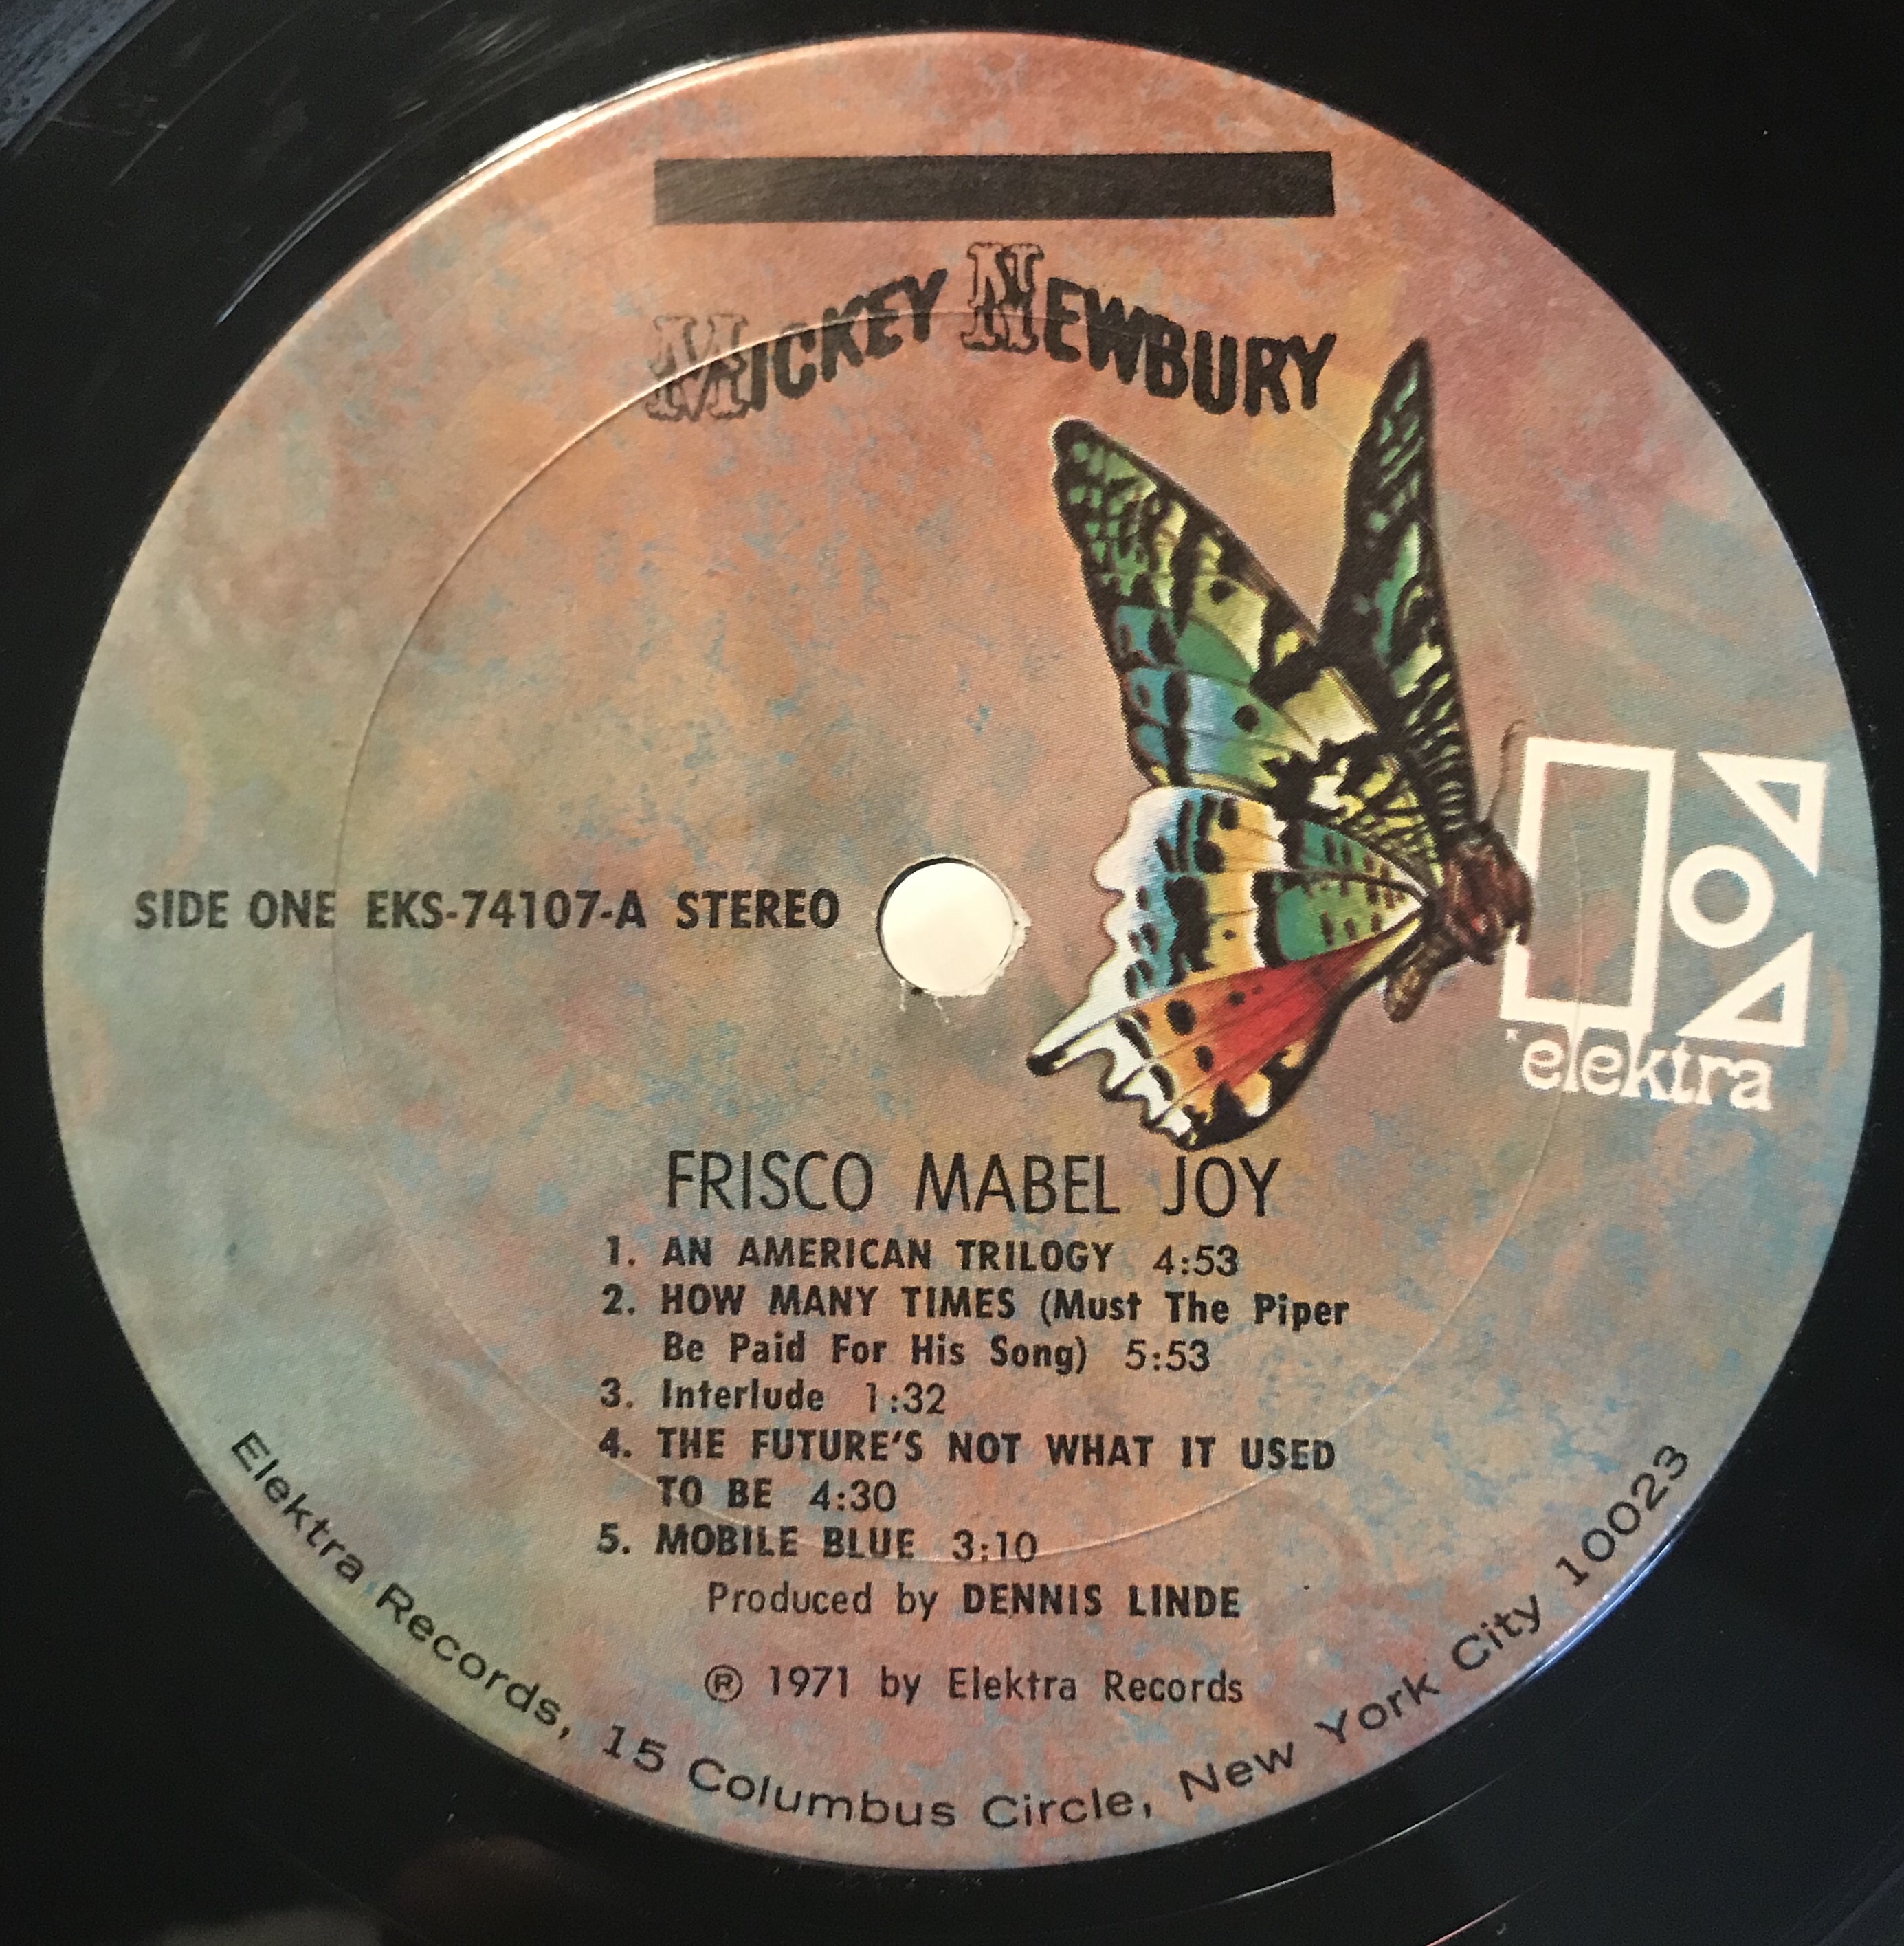 MICKEY NEWBURY
SIDE ONE EKS-74107-A STEREO
elektra
FRISCO MABEL JOY
1. AN AMERICAN TRILOGY 4:53
2. HOW MANY TIMES (Must The Piper
Be Paid For His Song) 5:53
3. Interlude 1:32
4. THE FUTURE'S NOT WHAT IT USED
TO BE 4:30
5. MOBILE BLUE 3:10
Produced by DENNIS LINDE
Ⓡ 1971 by Elektra Records
Elektra Records, 15 Columbus Circle, New York City 10023